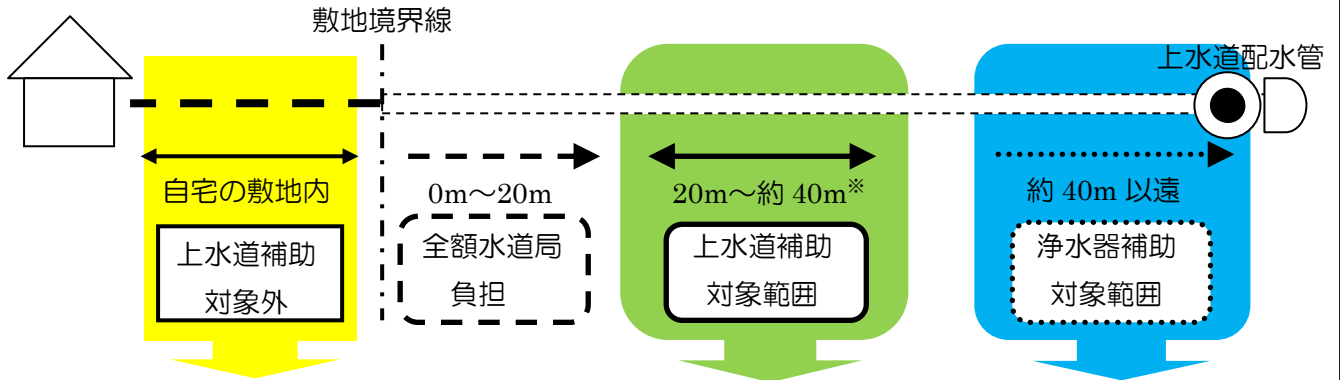 敷地境界線
上水道配水管
自宅の敷地内
0m～20m
20m～約 40m※
約 40m 以遠
上水道補助
対象外
全額水道局
負担
上水道補助
対象範囲
浄水器補助
対象範囲